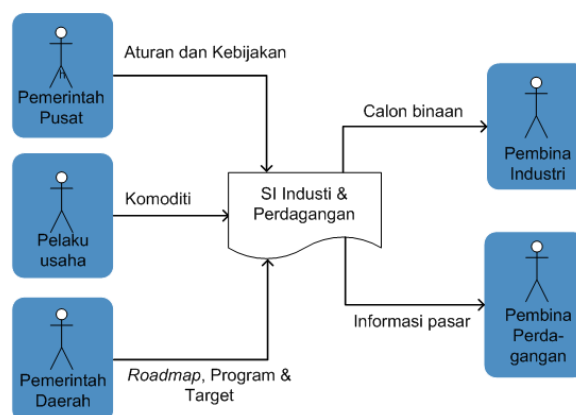 Aturan dan Kebijakan
h
Pemerintah
Pusat
Calon binaan
Pembina
Industri
Komoditi
SI Industi &
Perdagangan
Pelaku
usaha
Informasi pasar
Pembina
Perda-
gangan
Roadmap, Program &
Target
Pemerintah
Daerah